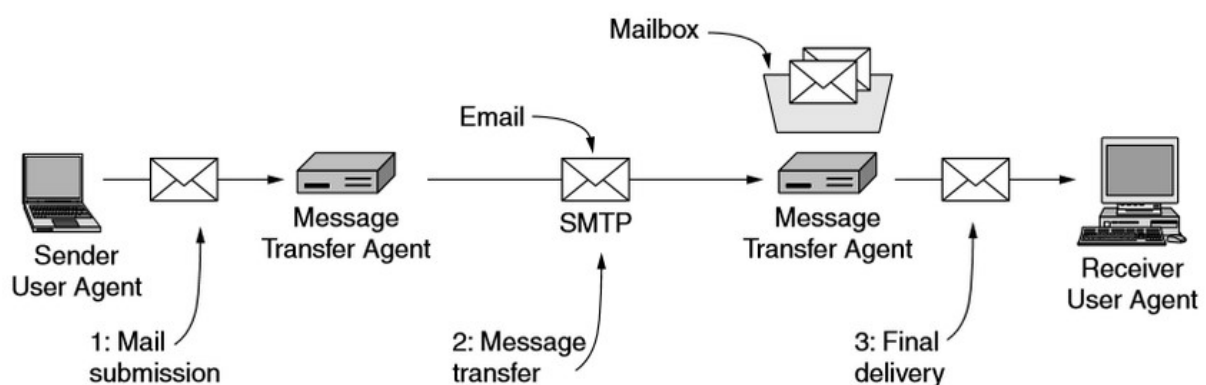 Mailbox
Email
Sender
User Agent
Message
Transfer Agent
SMTP
Message
Transfer Agent
Receiver
User Agent
1: Mail
submission
2: Message
transfer
3: Final
delivery